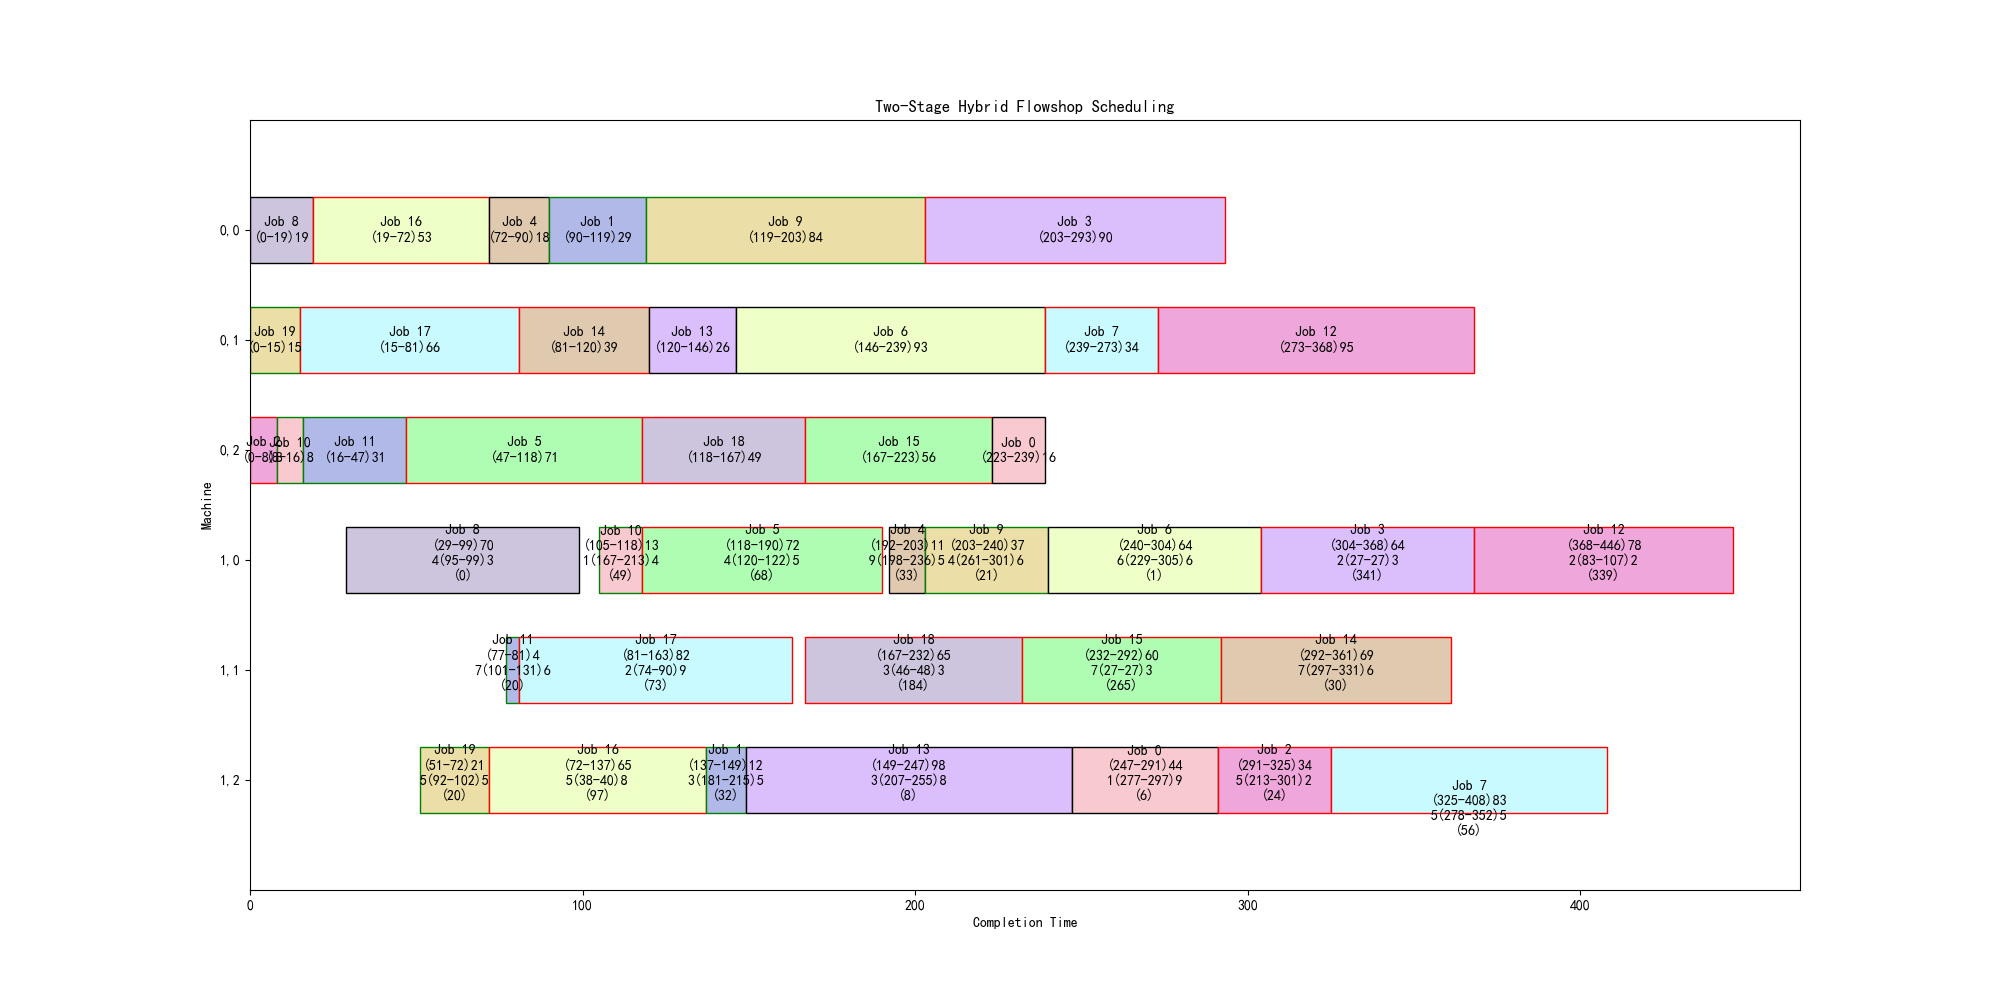 Two-Stage Hybrid Flowshop Scheduling
0,0
Job 8
(0-19)19
Job 16
(19-72)53
Job 4
(72-90)18
Job 1
(90-119)29
Job 9
(119-203)84
Job 3
(203-293)90
0,1
Job 19
(0-15)15
Job 17
(15-81)66
Job 14
(81-120)39
Job 13
(120-146)26
Job 6
(146-239)93
Job 7
(239-273)34
Job 12
(273-368)95
0,2
Job 2
(0-8)8
Job 10
(8-16)8
Job 11
(16-47)31
Job 5
(47-118)71
Job 18
(118-167)49
Job 15
(167-223)56
Job 0
(223-239)16
Machine
1,0
Job 8
(29-99)70
4(95-99)3
(0)
Job 10
(105-118)13
1(167-213)4
(49)
Job 5
(118-190)72
4(120-122)5
(68)
Job 4
(192-203)11
9(198-236)5
(33)
Job 9
(203-240)37
4(261-301)6
(21)
Job 6
(240-304)64
6(229-305)6
(1)
Job 3
(304-368)64
2(27-27)3
(341)
Job 12
(368-446)78
2(83-107)2
(339)
1,1
Job 11
(77-81)4
7(101-131)6
(20)
Job 17
(81-163)82
2(74-90)9
(73)
Job 18
(167-232)65
3(46-48)3
(184)
Job 15
(232-292)60
7(27-27)3
(265)
Job 14
(292-361)69
7(297-331)6
(30)
1,2
Job 19
(51-72)21
5(92-102)5
(20)
Job 16
(72-137)65
5(38-40)8
(97)
Job 1
(137-149)12
3(181-215)5
(32)
Job 13
(149-247)98
3(207-255)8
(8)
Job 0
(247-291)44
1(277-297)9
(6)
Job 2
(291-325)34
5(213-301)2
(24)
Job 7
(325-408)83
5(278-352)5
(56)
0
100
200
300
400
Completion Time